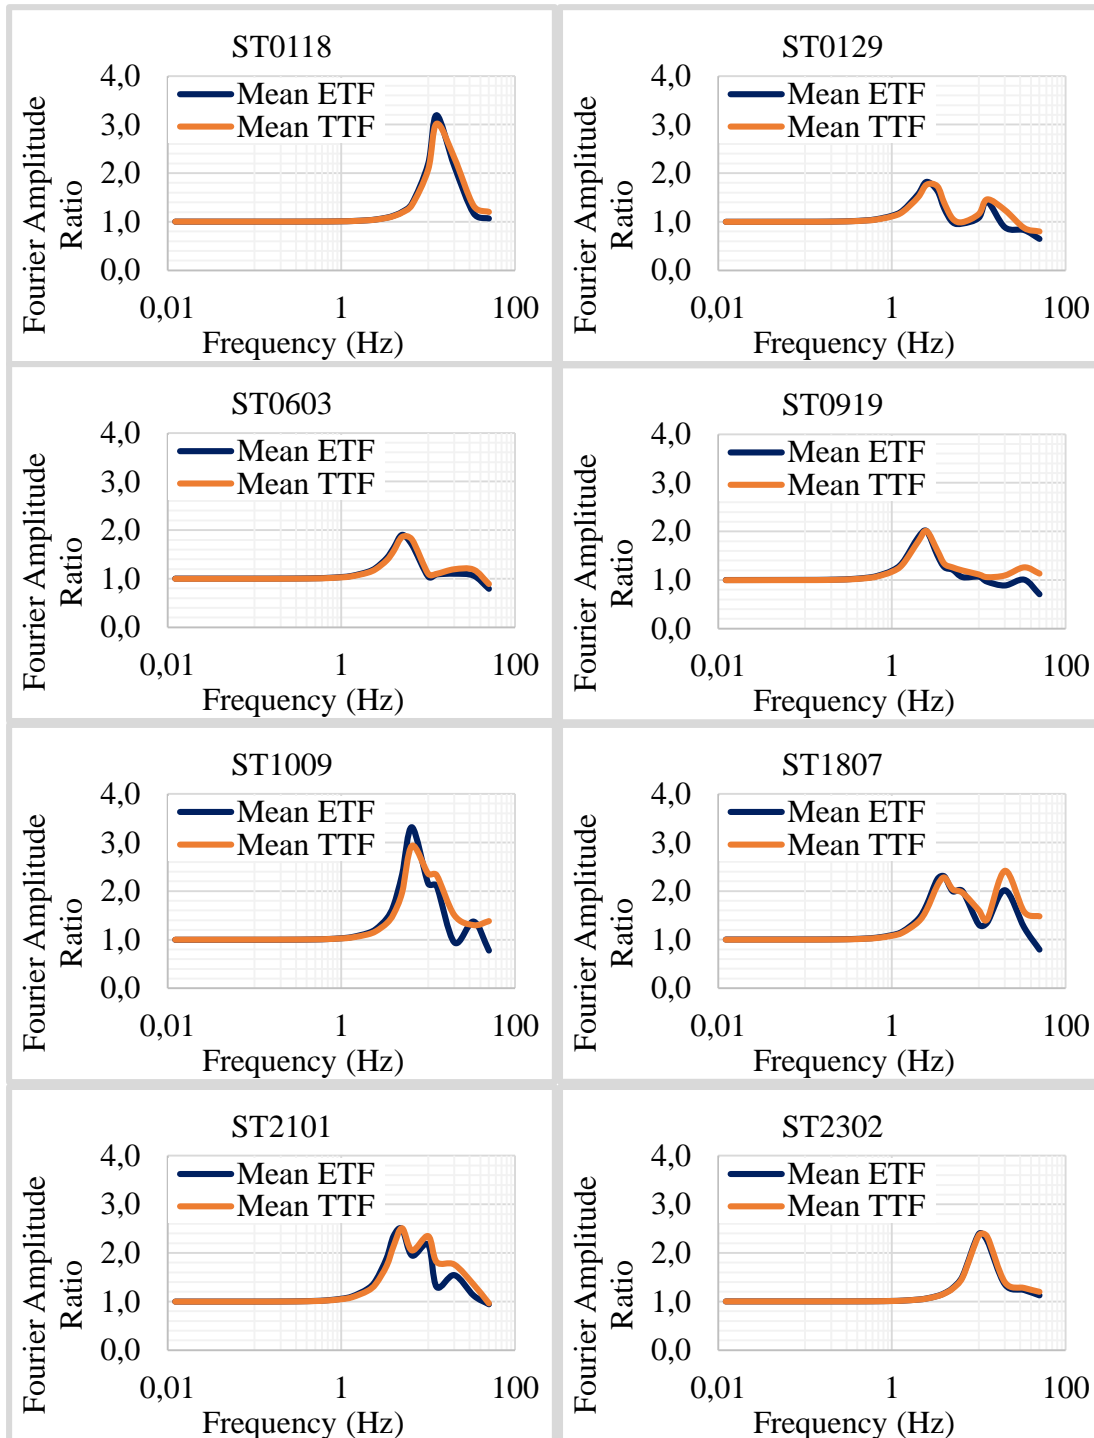 ST0118
4,0
3,0
2,0
1,0
0,0
Mean ETF
Mean TTF
Fourier Amplitude
Ratio
0,01 1 100
Frequency (Hz)
ST0129
4,0
3,0
2,0
1,0
0,0
Mean ETF
Mean TTF
Fourier Amplitude
Ratio
0,01 1 100
Frequency (Hz)
ST0603
4,0
3,0
2,0
1,0
0,0
Mean ETF
Mean TTF
Fourier Amplitude
Ratio
0,01 1 100
Frequency (Hz)
ST0919
4,0
3,0
2,0
1,0
0,0
Mean ETF
Mean TTF
Fourier Amplitude
Ratio
0,01 1 100
Frequency (Hz)
ST1009
4,0
3,0
2,0
1,0
0,0
Mean ETF
Mean TTF
Fourier Amplitude
Ratio
0,01 1 100
Frequency (Hz)
ST1807
4,0
3,0
2,0
1,0
0,0
Mean ETF
Mean TTF
Fourier Amplitude
Ratio
0,01 1 100
Frequency (Hz)
ST2101
4,0
3,0
2,0
1,0
0,0
Mean ETF
Mean TTF
Fourier Amplitude
Ratio
0,01 1 100
Frequency (Hz)
ST2302
4,0
3,0
2,0
1,0
0,0
Mean ETF
Mean TTF
Fourier Amplitude
Ratio
0,01 1 100
Frequency (Hz)